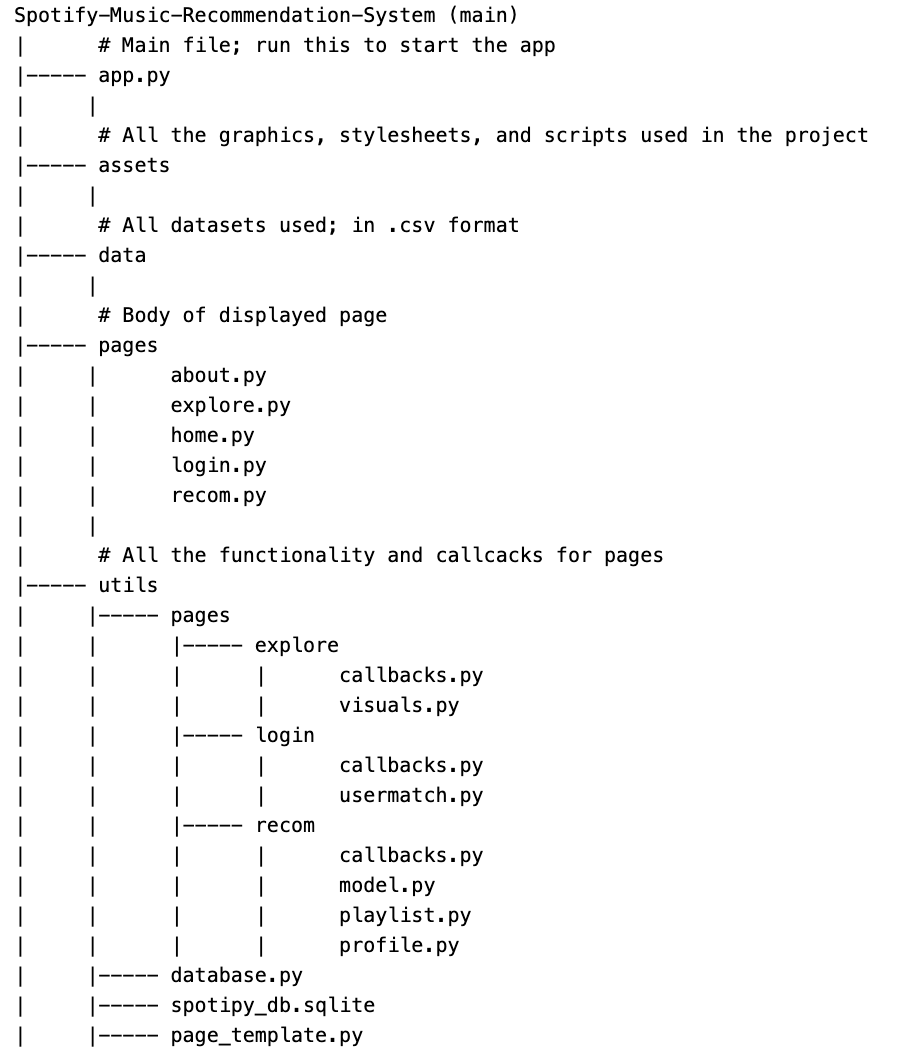 Spotify-Music-Recommendation-System (main)
|      # Main file; run this to start the app
|----- app.py
|     |
|      # All the graphics, stylesheets, and scripts used in the project
|----- assets
|     |
|      # All datasets used; in .csv format
|----- data
|     |
|      # Body of displayed page
|----- pages
|     |      about.py
|     |      explore.py
|     |      home.py
|     |      login.py
|     |      recom.py
|     |
|      # All the functionality and callcacks for pages
|----- utils
|     |----- pages
|     |      |----- explore
|     |      |      |      callbacks.py
|     |      |      |      visuals.py
|     |      |----- login
|     |      |      |      callbacks.py
|     |      |      |      usermatch.py
|     |      |----- recom
|     |      |      |      callbacks.py
|     |      |      |      model.py
|     |      |      |      playlist.py
|     |      |      |      profile.py
|     |----- database.py
|     |----- spotipy_db.sqlite
|     |----- page_template.py